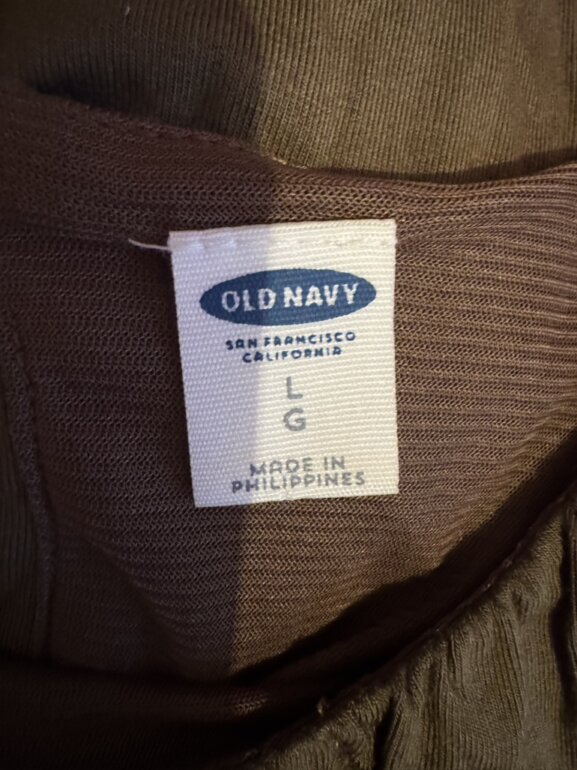 OLD NAVY
SAN FRANCISCO
CALIFORNIA
L
G
MADE IN
PHILIPPINES